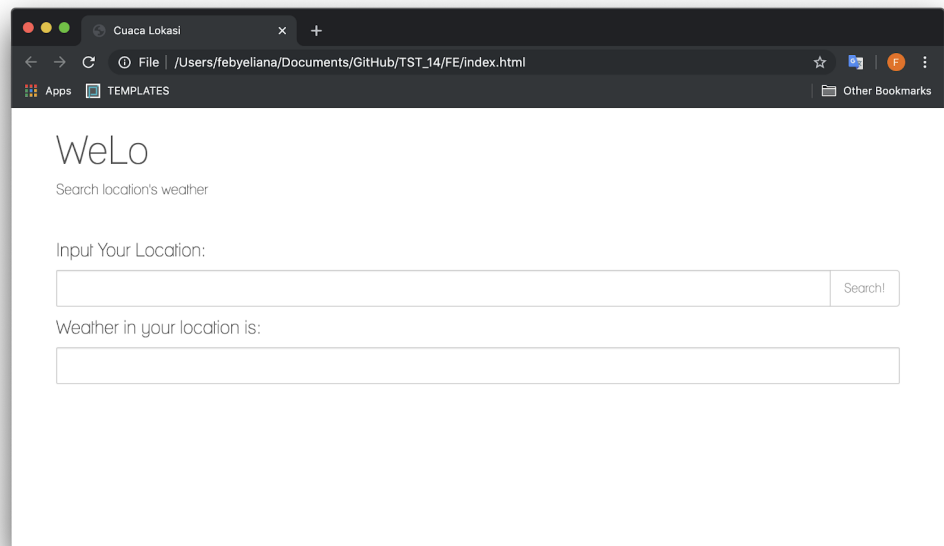 Cuaca Lokasi
File /Users/febyeliana/Documents/GitHub/TST_14/FE/index.html F
Apps TEMPLATES Other Bookmarks
WeLo
Search location's weather
Input Your Location:
Search!
Weather in your location is: